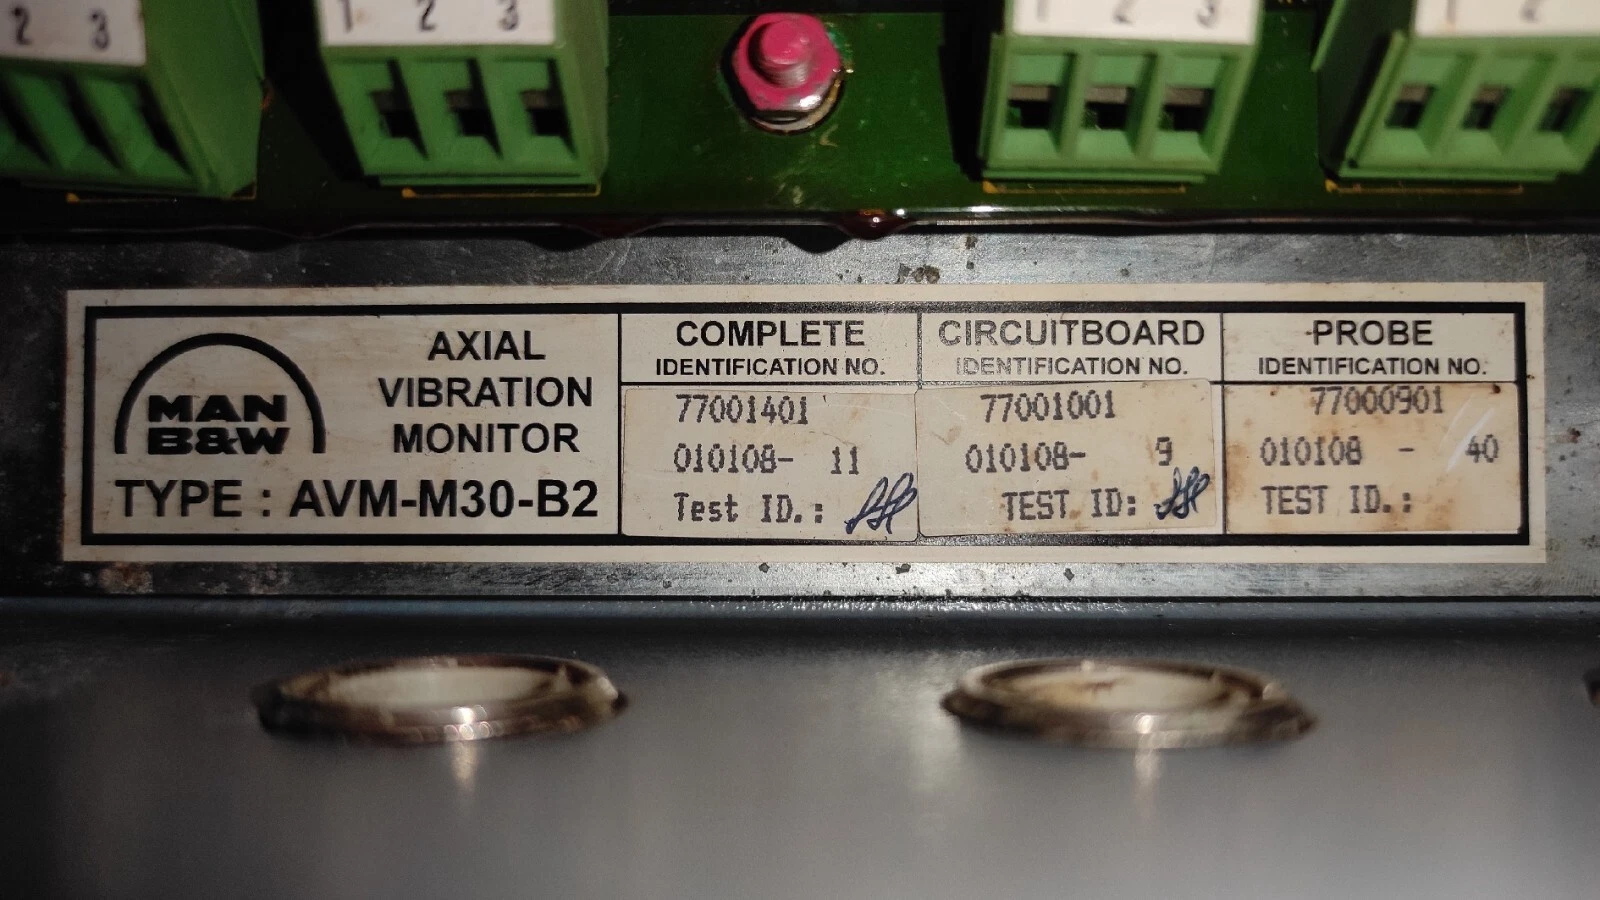 2 3
1 2 3
1 2 3
1 2
MAN
B&W
AXIAL
VIBRATION
MONITOR
TYPE : AVM-M30-B2
COMPLETE
IDENTIFICATION NO.
77001401
010108- 11
Test ID.:
CIRCUITBOARD
IDENTIFICATION NO.
77001001
010108- 9
TEST ID:
PROBE
IDENTIFICATION NO.
77000901
010108 - 40
TEST ID.: